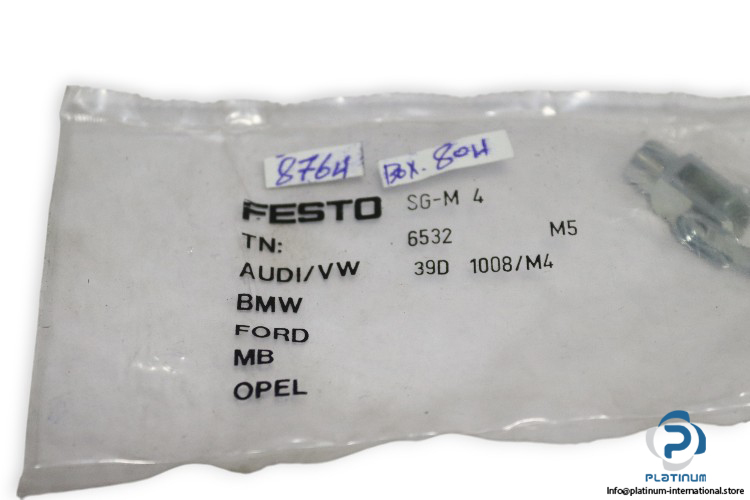 8764
BOX. 804
FESTO SG-M 4
TN: 6532 M5
AUDI/VW 39D 1008/M4
BMW
FORD
MB
OPEL
PLATINUM
Info@platinum-international.store